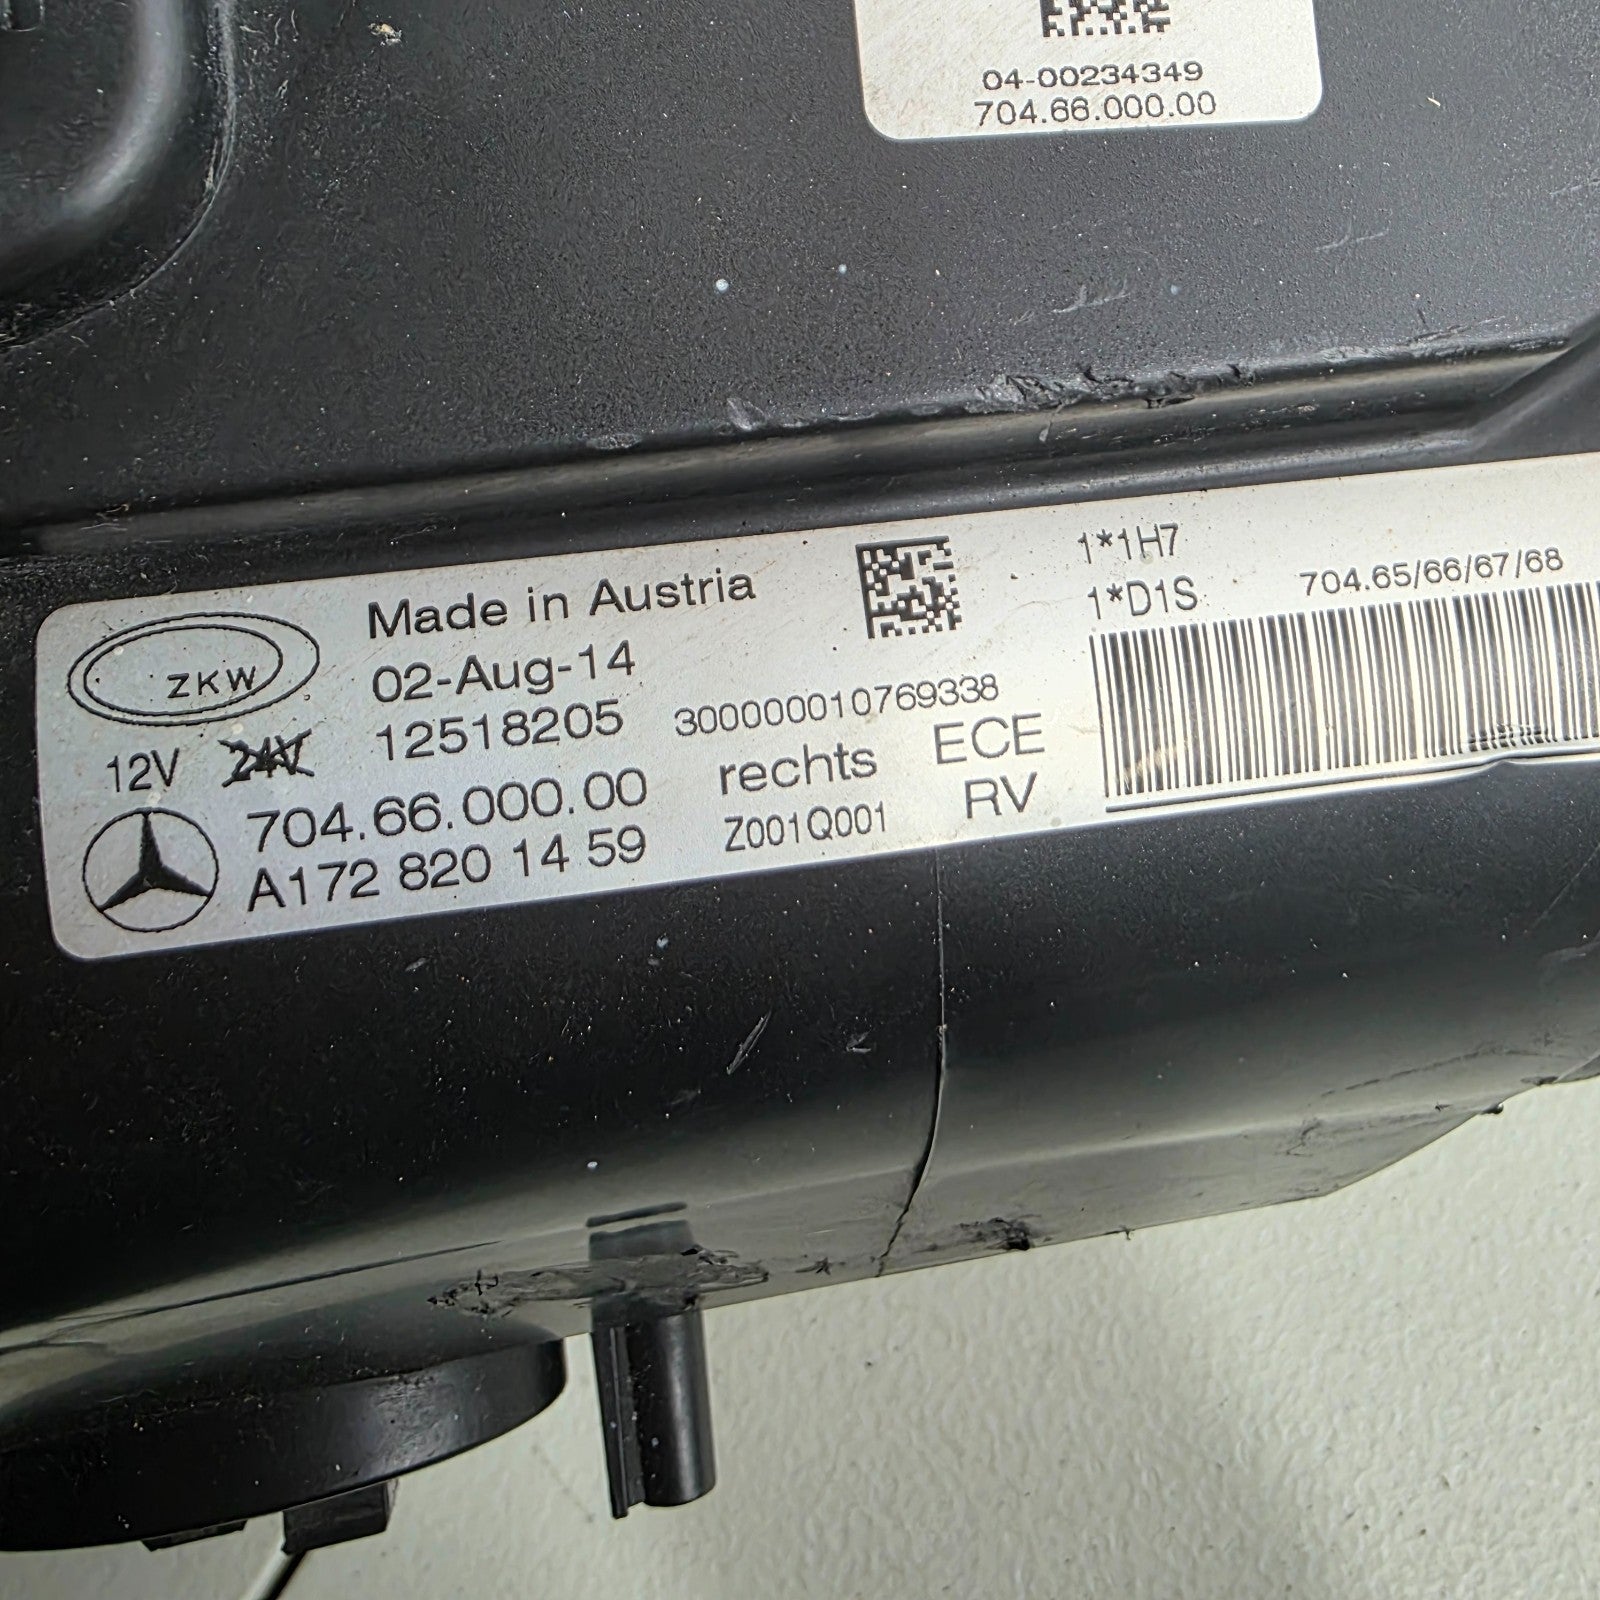 04-00234349
704.66.000.00
1*1H7
1*D1S
704.65/66/67/68
Made in Austria
ZKW
02-Aug-14
12V 24V 12518205
300000010769338
704.66.000.00
rechts
ECE
A172 820 14 59
Z001Q001
RV